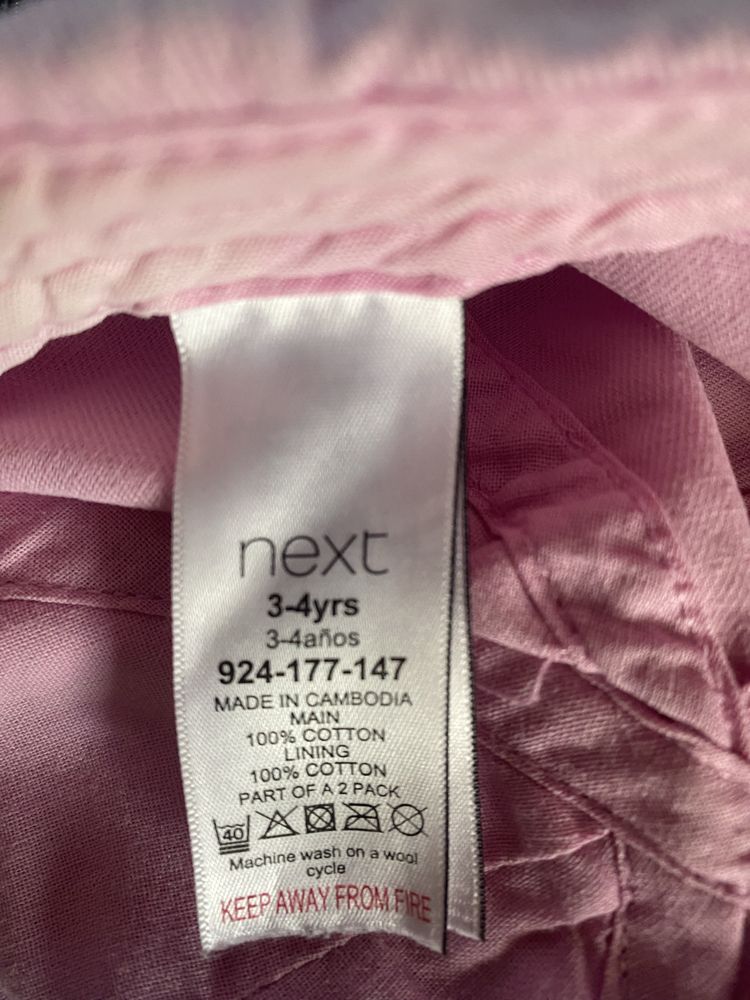 next
3-4yrs
3-4años
924-177-147
MADE IN CAMBODIA
MAIN
100% COTTON
LINING
100% COTTON
PART OF A 2 PACK
40
Machine wash on a wool
cycle
KEEP AWAY FROM FIRE